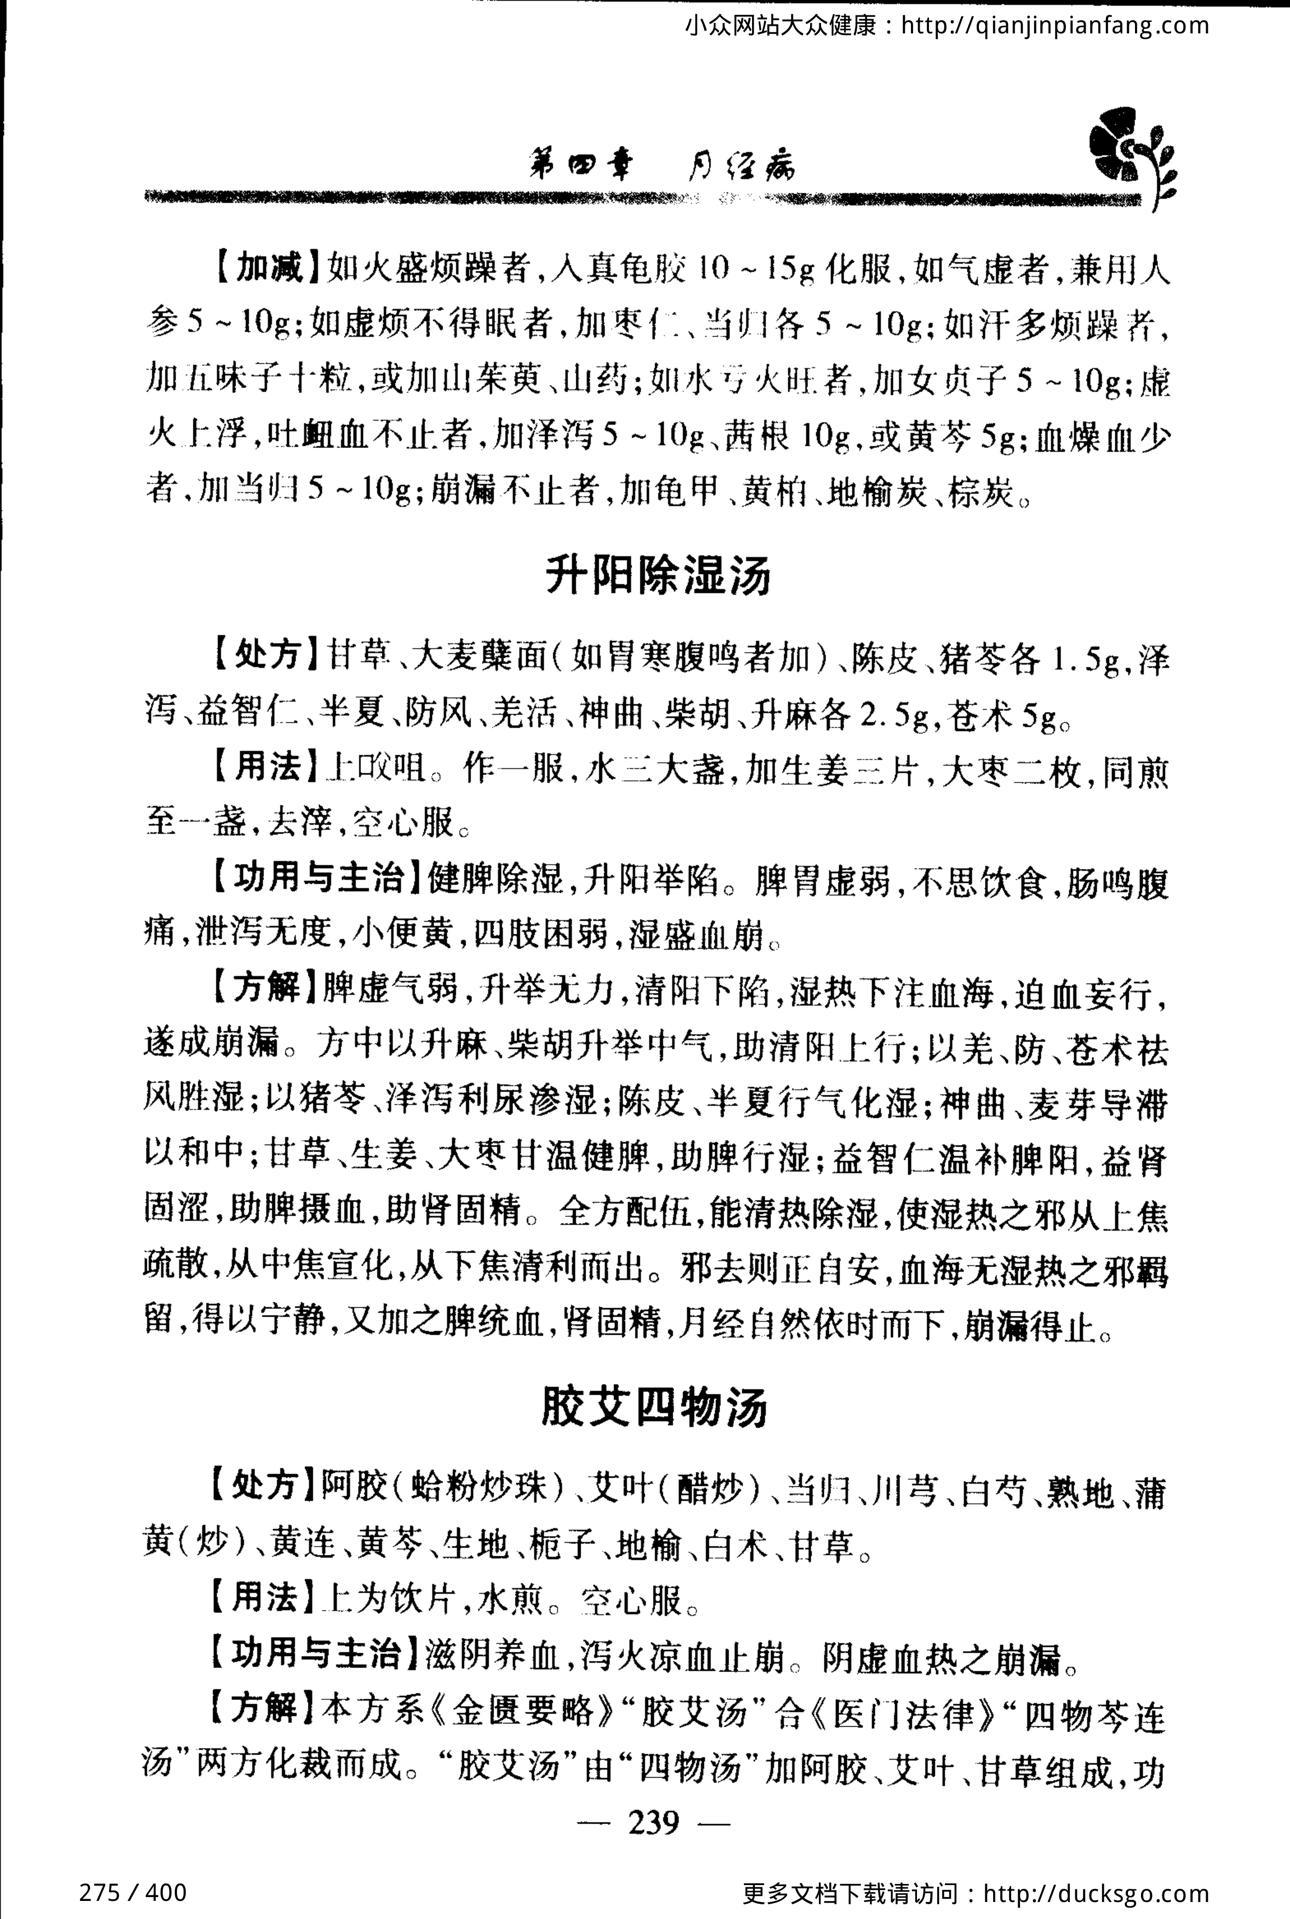 小众网站大众健康：http://qianjinpianfang.com
第四章 月经病
【加减】如火盛烦躁者,人真龟胶10～15g化服,如气虚者,兼用人
参5～10g;如虚烦不得眠者,加枣仁、当归各5～10g;如汗多烦躁者,
加五味子十粒,或加山茱萸、山药;如水亏火旺者,加女贞子5～10g;虚
火上浮,吐衄血不止者,加泽泻5～10g、茜根10g,或黄芩5g;血燥血少
者,加当归5～10g;崩漏不止者,加龟甲、黄柏、地榆炭、棕炭。
升阳除湿汤
【处方】甘草、大麦蘖面(如胃寒腹鸣者加)、陈皮、猪苓各1.5g,泽
泻、益智仁、半夏、防风、羌活、神曲、柴胡、升麻各2.5g,苍术5g。
【用法】上㕮咀。作一服,水三大盏,加生姜三片,大枣二枚,同煎
至一盏,去滓,空心服。
【功用与主治】健脾除湿,升阳举陷。脾胃虚弱,不思饮食,肠鸣腹
痛,泄泻无度,小便黄,四肢困弱,湿盛血崩。
【方解】脾虚气弱,升举无力,清阳下陷,湿热下注血海,迫血妄行,
遂成崩漏。方中以升麻、柴胡升举中气,助清阳上行;以羌、防、苍术祛
风胜湿;以猪苓、泽泻利尿渗湿;陈皮、半夏行气化湿;神曲、麦芽导滞
以和中;甘草、生姜、大枣甘温健脾,助脾行湿;益智仁温补脾阳,益肾
固涩,助脾摄血,助肾固精。全方配伍,能清热除湿,使湿热之邪从上焦
疏散,从中焦宣化,从下焦清利而出。邪去则正自安,血海无湿热之邪羁
留,得以宁静,又加之脾统血,肾固精,月经自然依时而下,崩漏得止。
胶艾四物汤
【处方】阿胶(蛤粉炒珠)、艾叶(醋炒)、当归、川芎、白芍、熟地、蒲
黄(炒)、黄连、黄芩、生地、栀子、地榆、白术、甘草。
【用法】上为饮片,水煎。空心服。
【功用与主治】滋阴养血,泻火凉血止崩。阴虚血热之崩漏。
【方解】本方系《金匮要略》“胶艾汤”合《医门法律》“四物芩连
汤”两方化裁而成。“胶艾汤”由“四物汤”加阿胶、艾叶、甘草组成,功
— 239 —
275 / 400
更多文档下载请访问：http://ducksgo.com